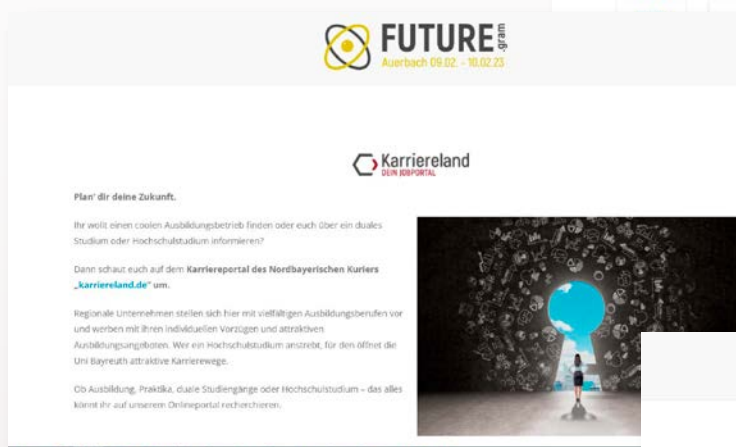 FUTURE.gram
Auerbach 09.02. - 10.02.23
Karriereland
DEIN JOBPORTAL
Plan' dir deine Zukunft.
Ihr wollt einen coolen Ausbildungsbetrieb finden oder euch über ein duales
Studium oder Hochschulstudium informieren?
Dann schaut euch auf dem Karriereportal des Nordbayerischen Kuriers
„karriereland.de" um.
Regionale Unternehmen stellen sich hier mit vielfältigen Ausbildungsberufen vor
und werben mit ihren individuellen Vorzügen und attraktiven
Ausbildungsangeboten. Wer ein Hochschulstudium anstrebt, für den öffnet die
Uni Bayreuth attraktive Karrierewege.
Ob Ausbildung, Praktika, duale Studiengänge oder Hochschulstudium – das alles
könnt ihr auf unserem Onlineportal recherchieren.